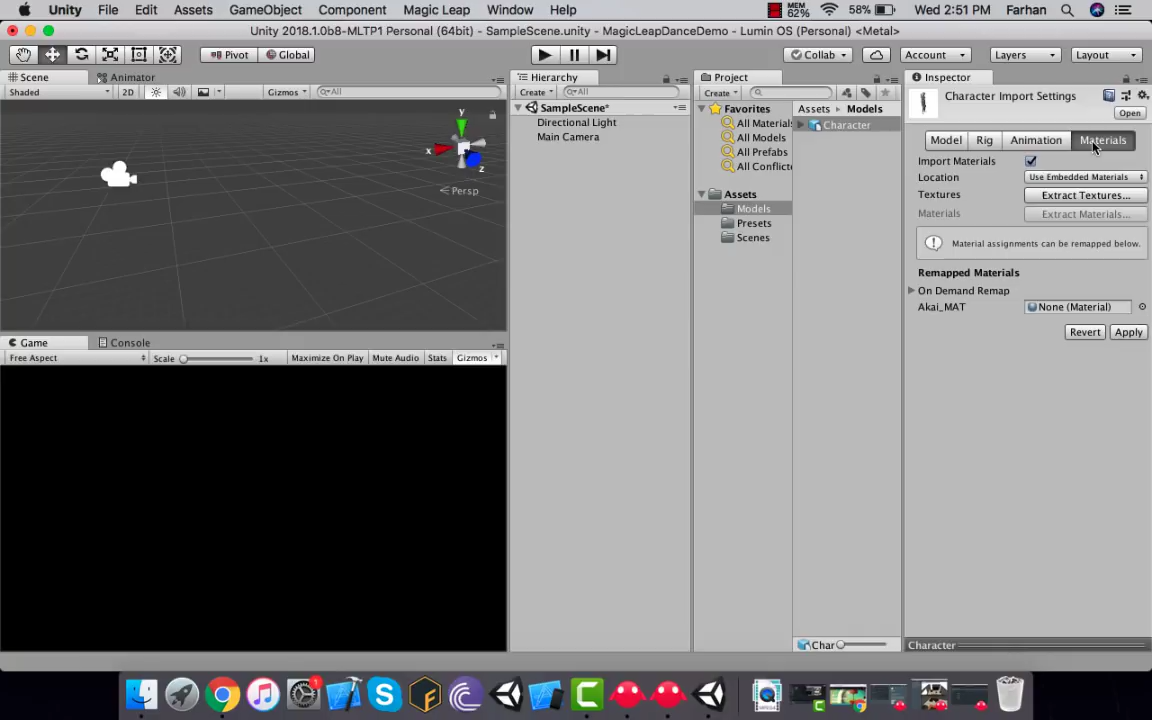 Unity File Edit Assets GameObject Component Magic Leap Window Help MEM 62% 58% Wed 2:51 PM Farhan
Unity 2018.1.0b8-MLTP1 Personal (64bit) - SampleScene.unity - MagicLeapDanceDemo - Lumin OS (Personal) <Metal>
Pivot Global Collab Account Layers Layout
Scene Animator
Shaded 2D Gizmos All
y
x
z
Persp
Game Console
Free Aspect Scale 1x Maximize On Play Mute Audio Stats Gizmos
Hierarchy
Create All
SampleScene*
Directional Light
Main Camera
Project
Create
Favorites
All Materials
All Models
All Prefabs
All Conflicts
Assets
Models
Presets
Scenes
Assets Models
Character
Char
Inspector
Character Import Settings
Open
Model Rig Animation Materials
Import Materials
Location Use Embedded Materials
Textures Extract Textures...
Materials Extract Materials...
Material assignments can be remapped below.
Remapped Materials
On Demand Remap
Akai_MAT None (Material)
Revert Apply
Character
1